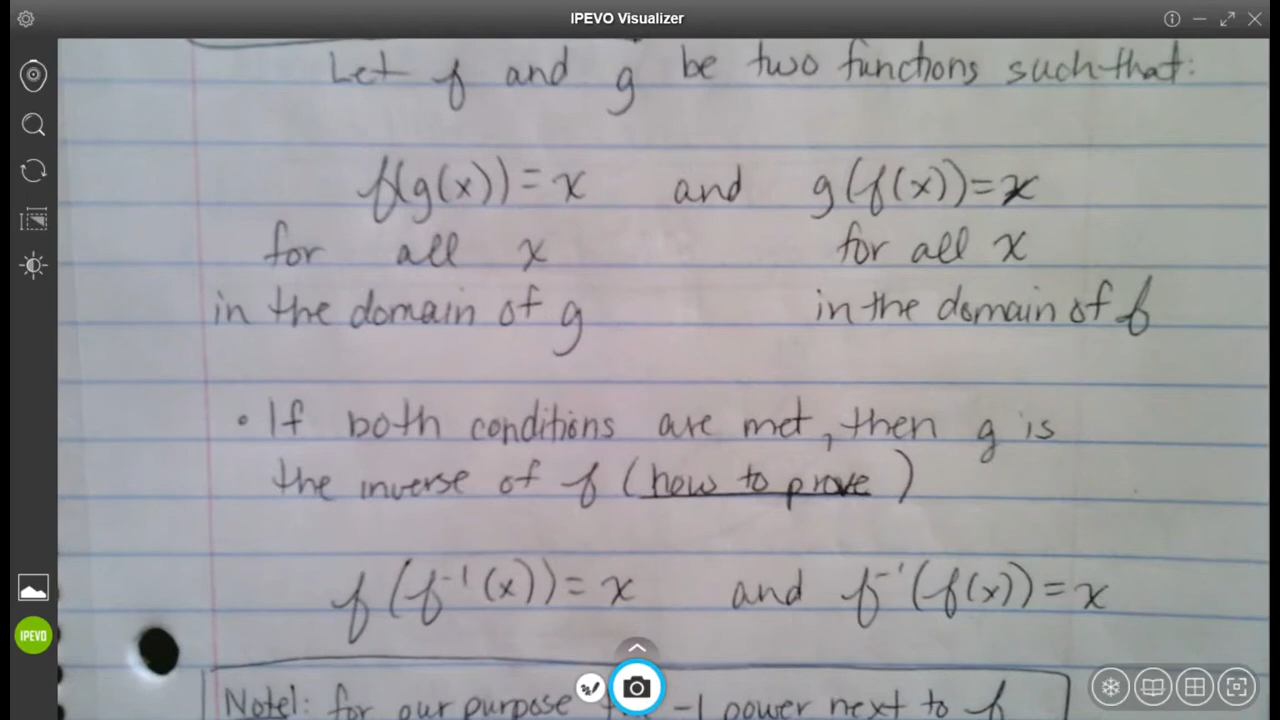 IPEVO Visualizer
Let f and g be two functions such that:
f(g(x)) = x and g(f(x)) = x
for all x for all x
in the domain of g in the domain of f
• If both conditions are met, then g is
the inverse of f (how to prove)
f(f⁻¹(x)) = x and f⁻¹(f(x)) = x
IPEVO
Note1: for our purpose -1 power next to f